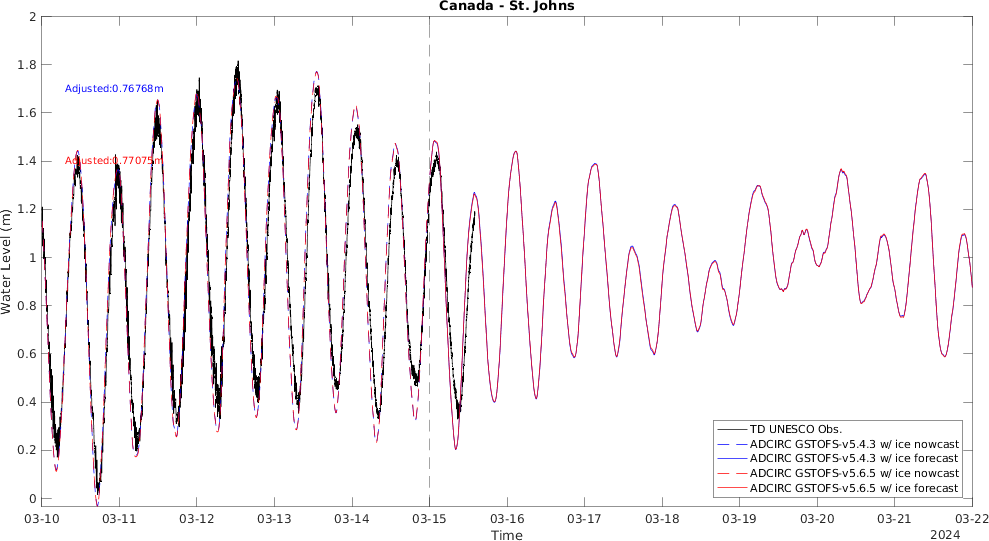 Canada - St. Johns
Water Level (m)
2
1.8
1.6
1.4
1.2
1
0.8
0.6
0.4
0.2
0
Adjusted:0.76768m
Adjusted:0.77075m
TD UNESCO Obs.
ADCIRC GSTOFS-v5.4.3 w/ ice nowcast
ADCIRC GSTOFS-v5.4.3 w/ ice forecast
ADCIRC GSTOFS-v5.6.5 w/ ice nowcast
ADCIRC GSTOFS-v5.6.5 w/ ice forecast
03-10 03-11 03-12 03-13 03-14 03-15 03-16 03-17 03-18 03-19 03-20 03-21 03-22
Time
2024